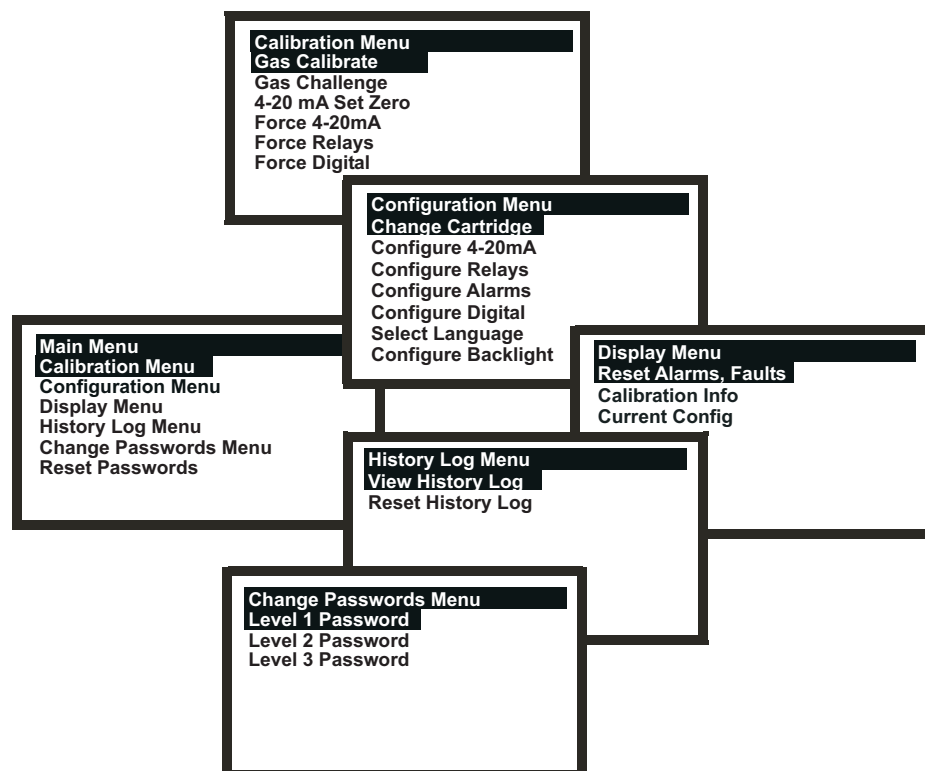 Calibration Menu
Gas Calibrate
Gas Challenge
4-20 mA Set Zero
Force 4-20mA
Force Relays
Force Digital
Configuration Menu
Change Cartridge
Configure 4-20mA
Configure Relays
Configure Alarms
Configure Digital
Select Language
Configure Backlight
Main Menu
Calibration Menu
Configuration Menu
Display Menu
History Log Menu
Change Passwords Menu
Reset Passwords
Display Menu
Reset Alarms, Faults
Calibration Info
Current Config
History Log Menu
View History Log
Reset History Log
Change Passwords Menu
Level 1 Password
Level 2 Password
Level 3 Password